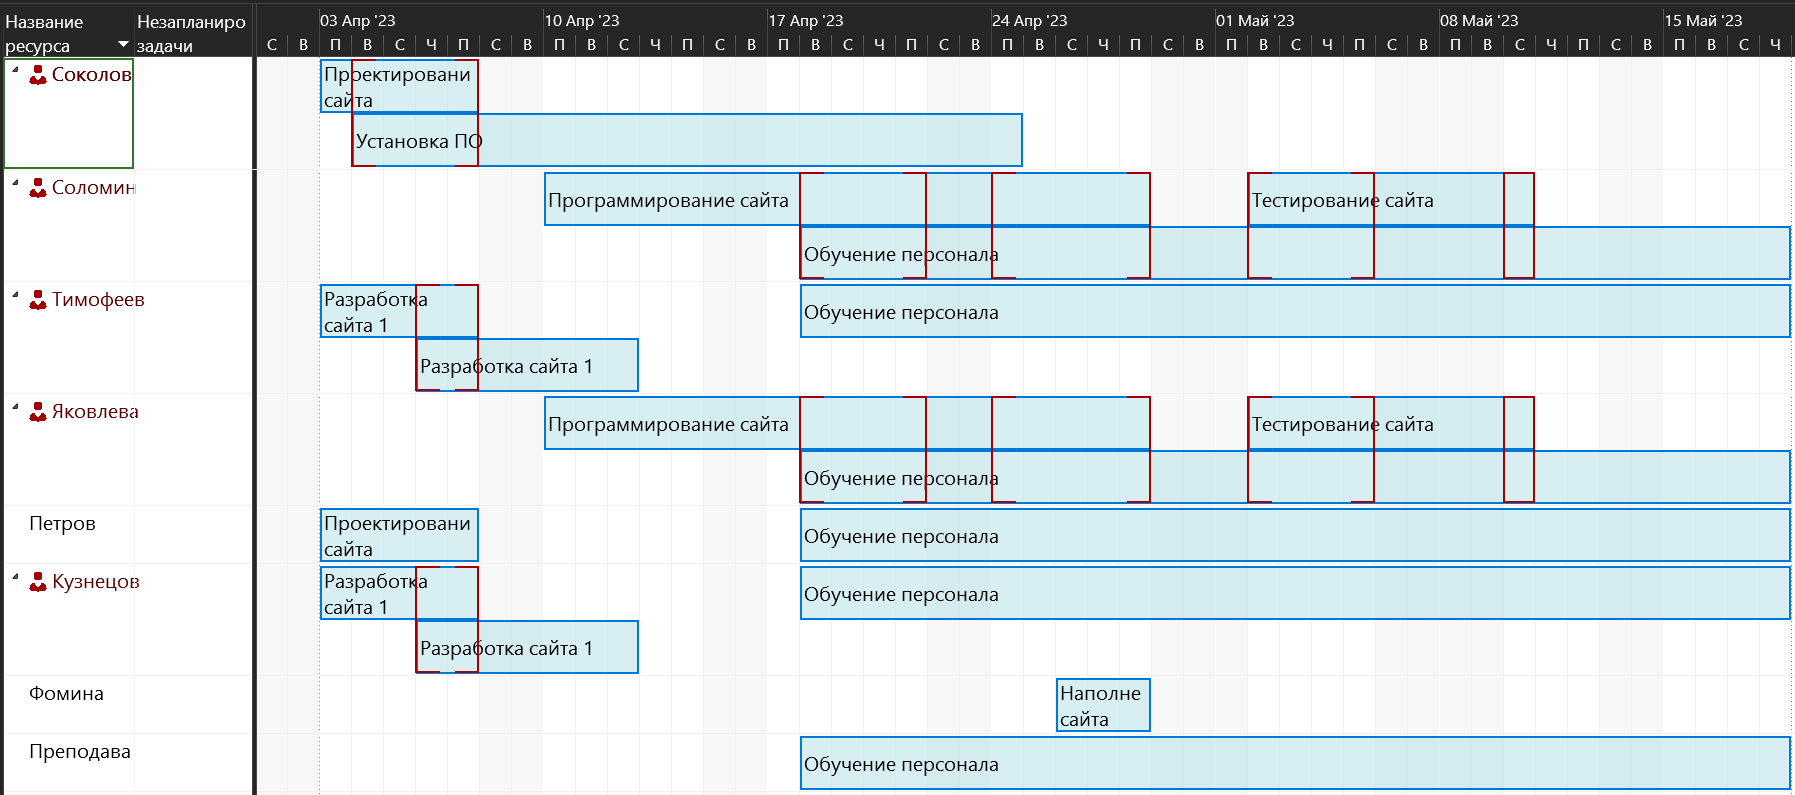 Название
ресурса
Незапланиро
задачи
03 Апр '23
10 Апр '23
17 Апр '23
24 Апр '23
01 Май '23
08 Май '23
15 Май '23
С В П В С Ч П С В П В С Ч П С В П В С Ч П С В П В С Ч П С В П В С Ч П С В П В С Ч П С В П В С Ч
Соколов
Проектировани
сайта
Установка ПО
Соломин
Программирование сайта
Тестирование сайта
Обучение персонала
Тимофеев
Разработка
сайта 1
Обучение персонала
Разработка сайта 1
Яковлева
Программирование сайта
Тестирование сайта
Обучение персонала
Петров
Проектировани
сайта
Обучение персонала
Кузнецов
Разработка
сайта 1
Обучение персонала
Разработка сайта 1
Фомина
Наполне
сайта
Преподава
Обучение персонала